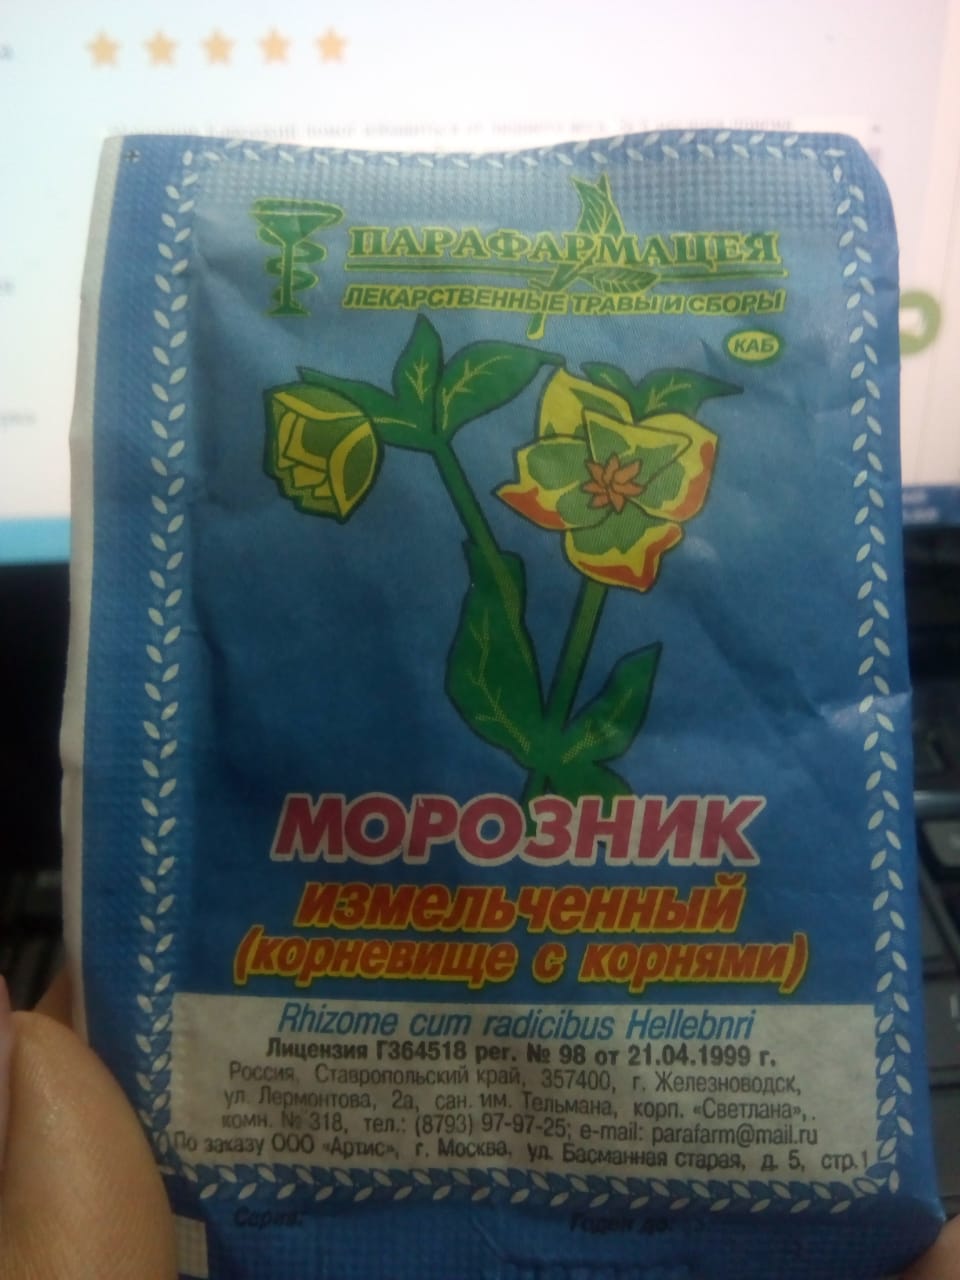 ПАРАФАРМАЦЕЯ
ЛЕКАРСТВЕННЫЕ ТРАВЫ И СБОРЫ
КАБ
МОРОЗНИК
измельченный
(корневище с корнями)
Rhizome cum radicibus Hellebnri
Лицензия Г364518 рег. № 98 от 21.04.1999 г.
Россия, Ставропольский край, 357400, г. Железноводск,
ул. Лермонтова, 2а, сан. им. Тельмана, корп. «Светлана»,.
комн. № 318, тел.: (8793) 97-97-25; e-mail: parafarm@mail.ru
По заказу ООО «Артис», г. Москва, ул. Басманная старая, д. 5, стр.1
Серия: Годен до: